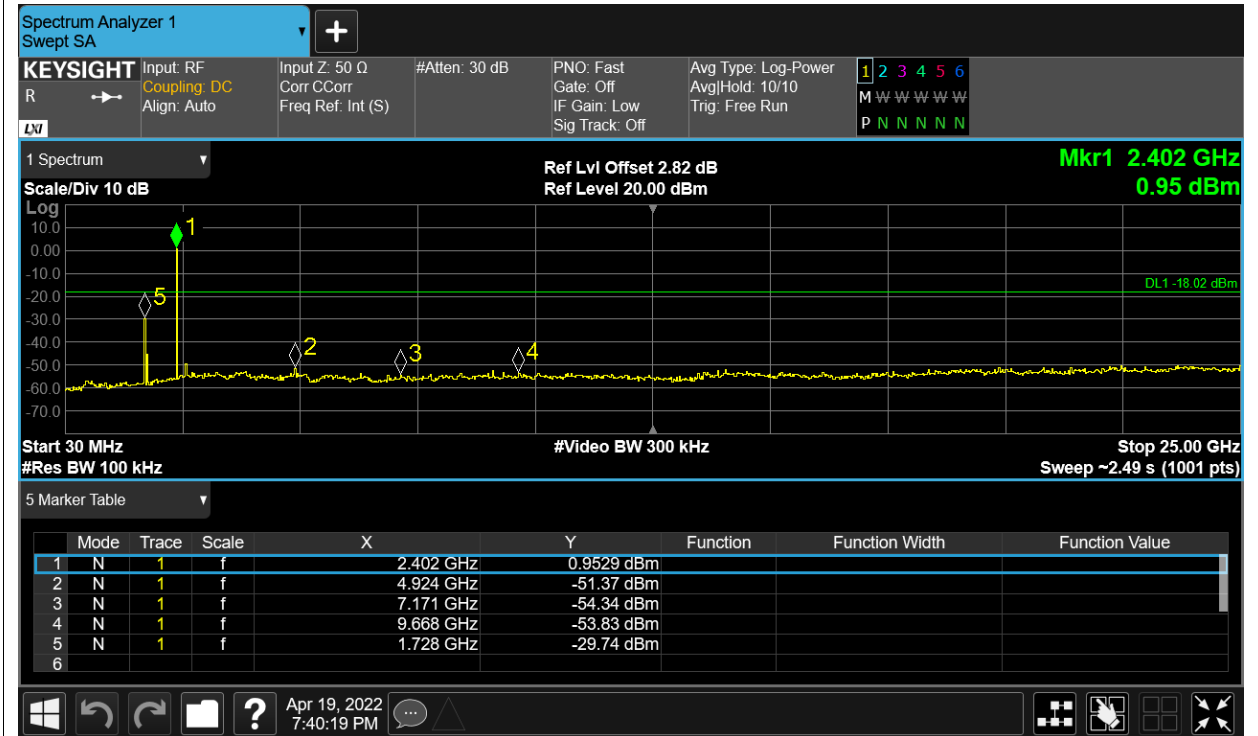 Spectrum Analyzer 1
Swept SA
+
KEYSIGHT
R
LXI
Input: RF
Coupling: DC
Align: Auto
Input Z: 50 Ω
Corr CCorr
Freq Ref: Int (S)
#Atten: 30 dB
PNO: Fast
Gate: Off
IF Gain: Low
Sig Track: Off
Avg Type: Log-Power
Avg|Hold: 10/10
Trig: Free Run
1 2 3 4 5 6
M W W W W W
P N N N N N
1 Spectrum
Scale/Div 10 dB
Ref Lvl Offset 2.82 dB
Ref Level 20.00 dBm
Mkr1 2.402 GHz
0.95 dBm
Log
10.0
0.00
-10.0
-20.0
-30.0
-40.0
-50.0
-60.0
-70.0
1
5
2
3
4
DL1 -18.02 dBm
Start 30 MHz
#Video BW 300 kHz
Stop 25.00 GHz
#Res BW 100 kHz
Sweep ~2.49 s (1001 pts)
5 Marker Table
Mode Trace Scale X Y Function Function Width Function Value
1 N 1 f 2.402 GHz 0.9529 dBm
2 N 1 f 4.924 GHz -51.37 dBm
3 N 1 f 7.171 GHz -54.34 dBm
4 N 1 f 9.668 GHz -53.83 dBm
5 N 1 f 1.728 GHz -29.74 dBm
6
?
Apr 19, 2022
7:40:19 PM